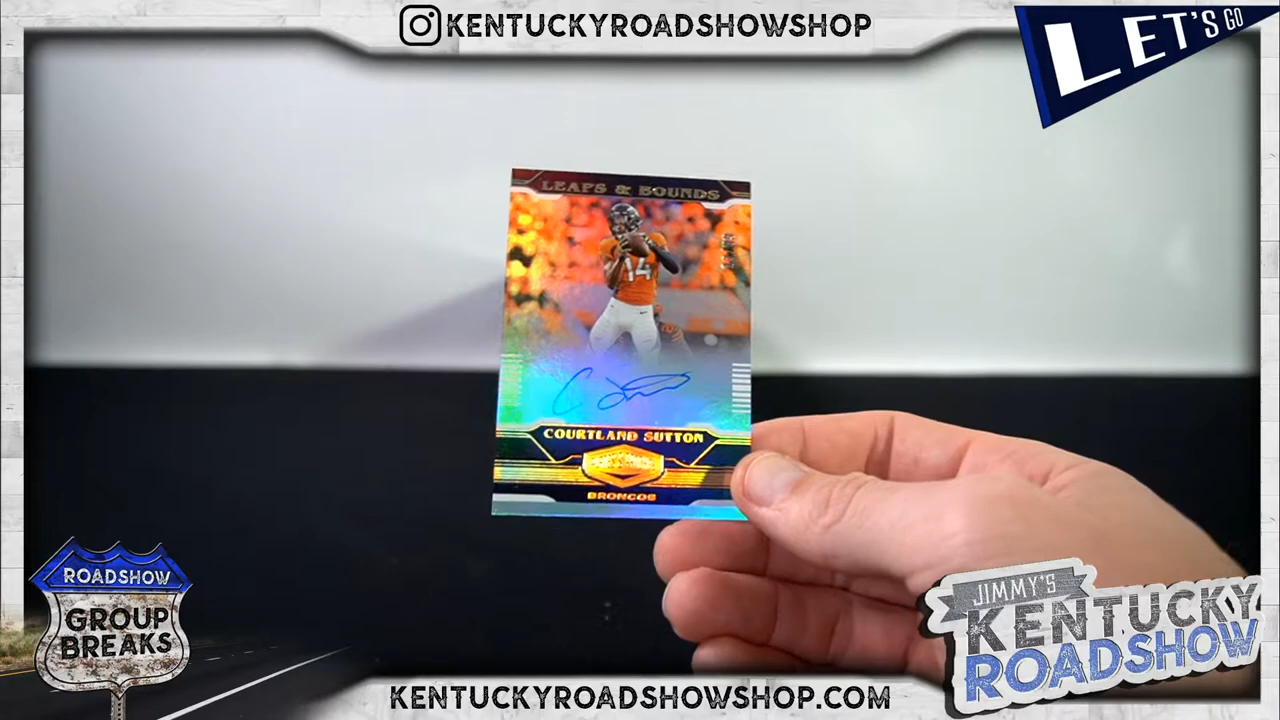 KENTUCKYROADSHOWSHOP
LET'S GO
LEAPS & BOUNDS
14
COURTLAND SUTTON
BRONCOS
ROADSHOW
GROUP
BREAKS
JIMMY'S
KENTUCKY
ROADSHOW
KENTUCKYROADSHOWSHOP.COM